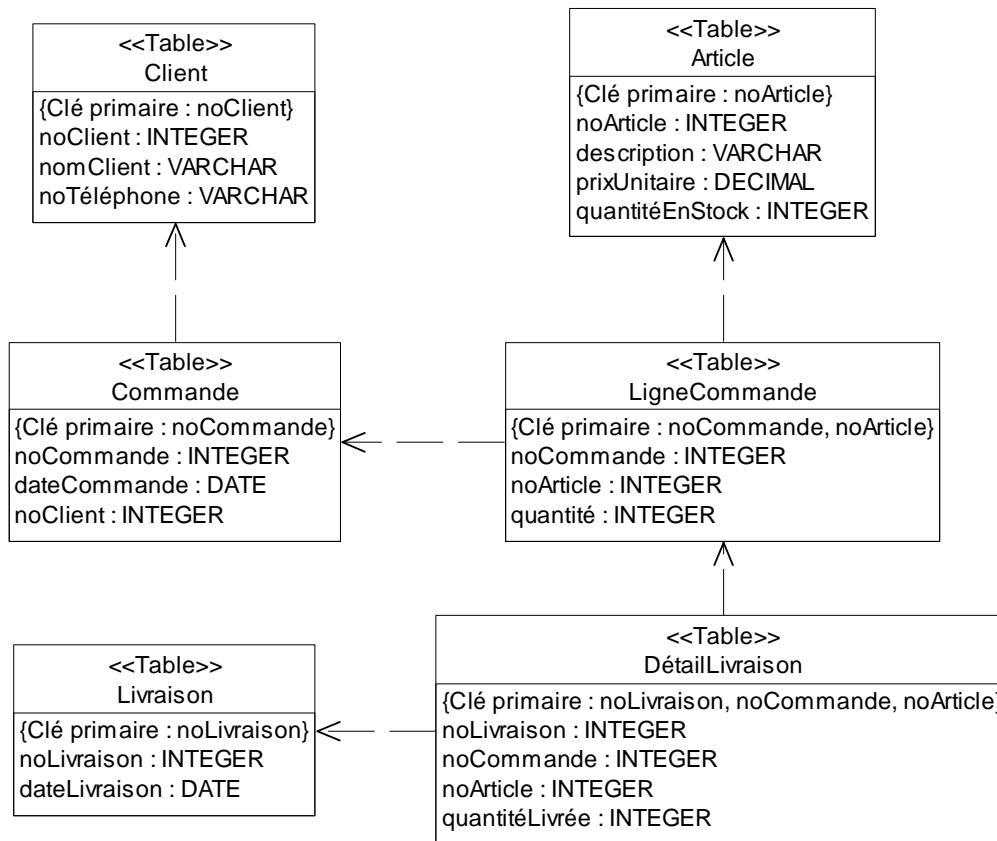 <<Table>>
Client
{Clé primaire : noClient}
noClient : INTEGER
nomClient : VARCHAR
noTéléphone : VARCHAR
<<Table>>
Article
{Clé primaire : noArticle}
noArticle : INTEGER
description : VARCHAR
prixUnitaire : DECIMAL
quantitéEnStock : INTEGER
<<Table>>
Commande
{Clé primaire : noCommande}
noCommande : INTEGER
dateCommande : DATE
noClient : INTEGER
<<Table>>
LigneCommande
{Clé primaire : noCommande, noArticle}
noCommande : INTEGER
noArticle : INTEGER
quantité : INTEGER
<<Table>>
Livraison
{Clé primaire : noLivraison}
noLivraison : INTEGER
dateLivraison : DATE
<<Table>>
DétailLivraison
{Clé primaire : noLivraison, noCommande, noArticle}
noLivraison : INTEGER
noCommande : INTEGER
noArticle : INTEGER
quantitéLivrée : INTEGER